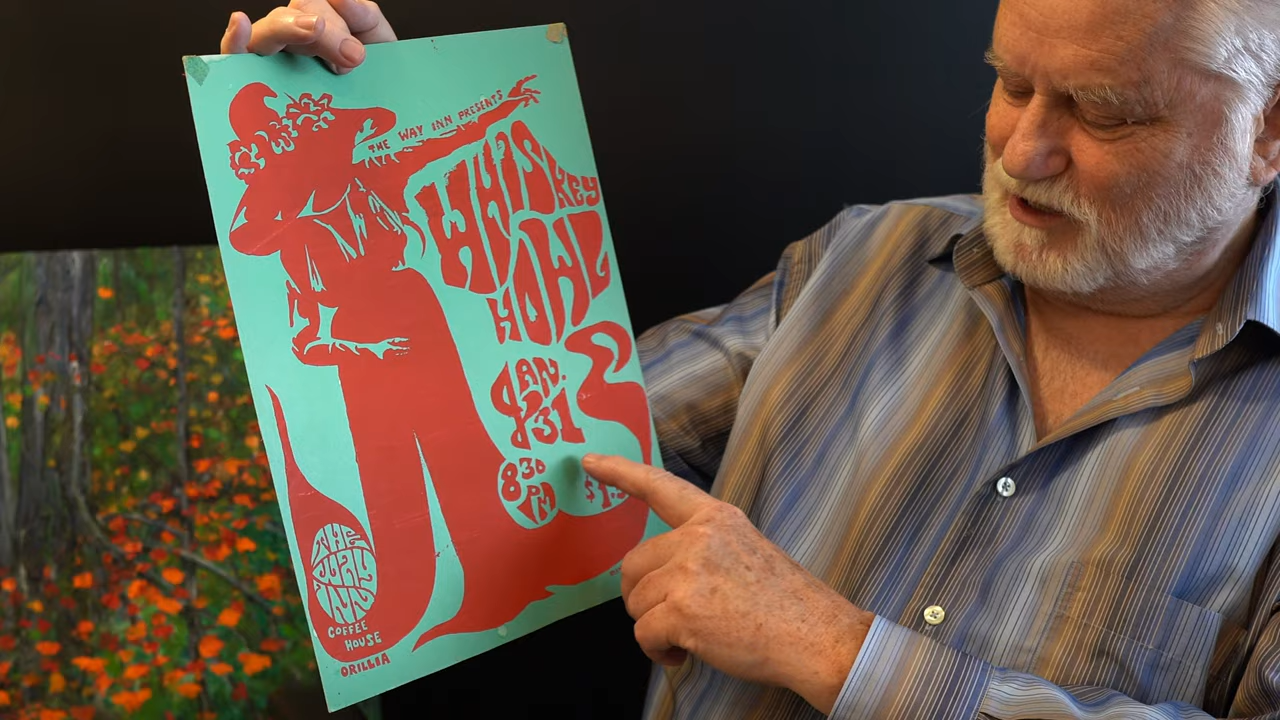 THE WAY INN PRESENTS
WHISKEY
HOWL
JAN.
31
8 30
PM
THE
WAY
INN
COFFEE
HOUSE
ORILLIA